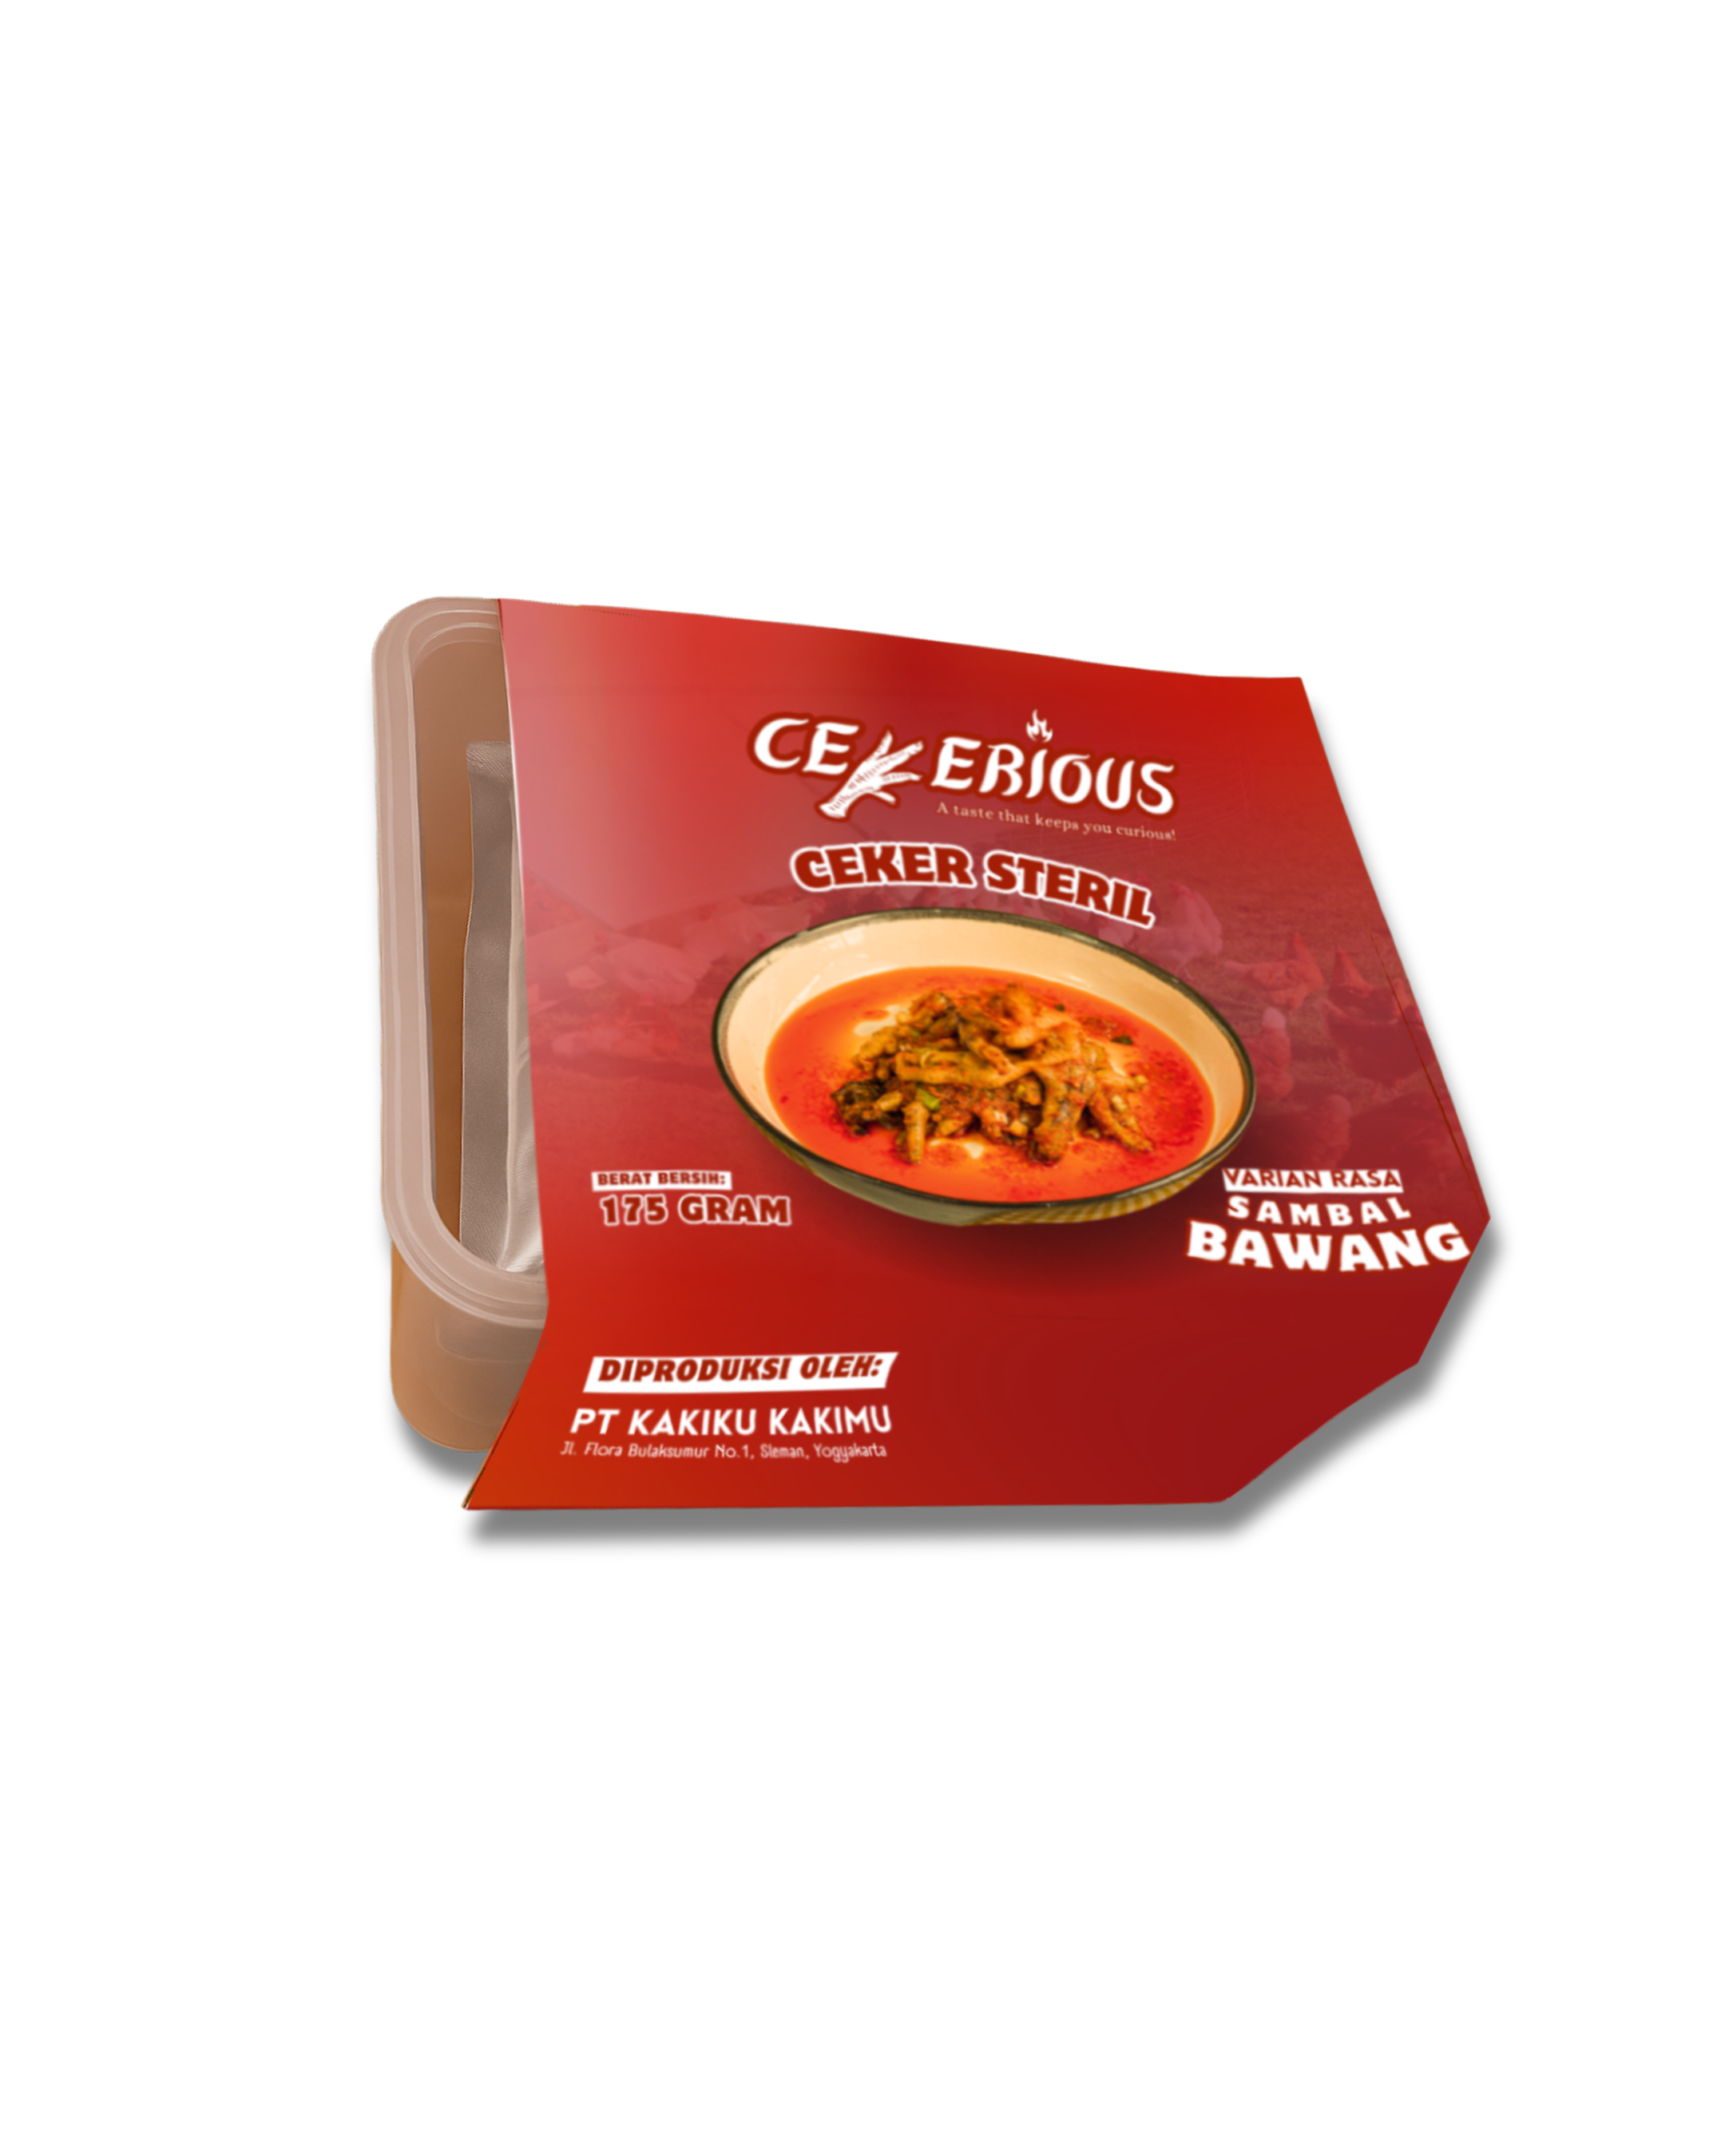 CEKERIOUS
A taste that keeps you curious!
CEKER STERIL
BERAT BERSIH:
175 GRAM
VARIAN RASA
SAMBAL
BAWANG
DIPRODUKSI OLEH:
PT KAKIKU KAKIMU
Jl. Flora Bulaksumur No.1, Sleman, Yogyakarta